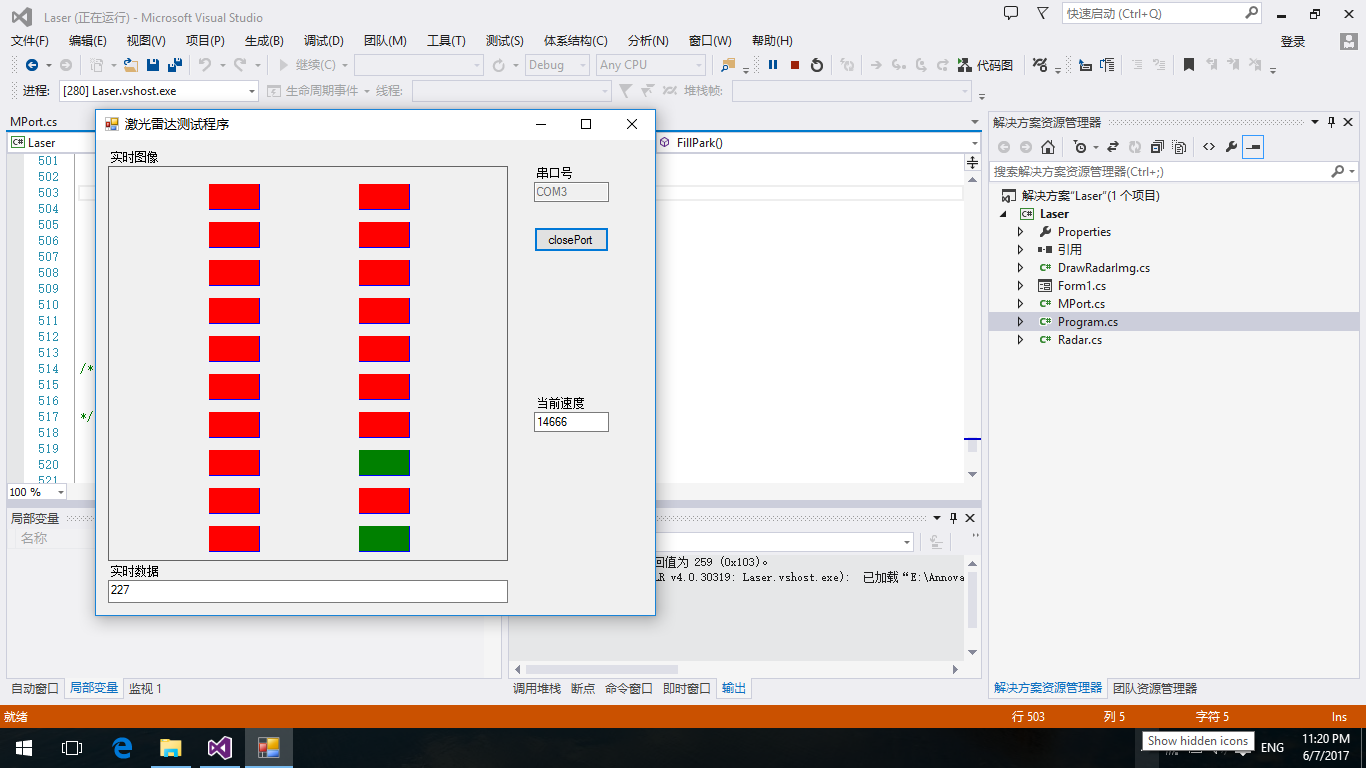 Laser (正在运行) - Microsoft Visual Studio
快速启动 (Ctrl+Q)
文件(F) 编辑(E) 视图(V) 项目(P) 生成(B) 调试(D) 团队(M) 工具(T) 测试(S) 体系结构(C) 分析(N) 窗口(W) 帮助(H)
登录
继续(C) Debug Any CPU 代码图
进程: [280] Laser.vshost.exe 生命周期事件 线程: 堆栈帧:
MPort.cs
C# Laser
FillPark()
501
502
503
504
505
506
507
508
509
510
511
512
513
514 /*
515
516
517 */
518
519
520
521
100 %
激光雷达测试程序
实时图像
串口号
COM3
closePort
当前速度
14666
实时数据
227
局部变量
名称
回值为 259 (0x103)。
LR v4.0.30319: Laser.vshost.exe): 已加载“E:\Annova
自动窗口 局部变量 监视 1
调用堆栈 断点 命令窗口 即时窗口 输出
解决方案资源管理器
搜索解决方案资源管理器(Ctrl+;)
解决方案"Laser"(1 个项目)
C# Laser
Properties
引用
C# DrawRadarImg.cs
Form1.cs
C# MPort.cs
C# Program.cs
C# Radar.cs
解决方案资源管理器 团队资源管理器
就绪
行 503 列 5 字符 5 Ins
Show hidden icons
ENG
11:20 PM
6/7/2017